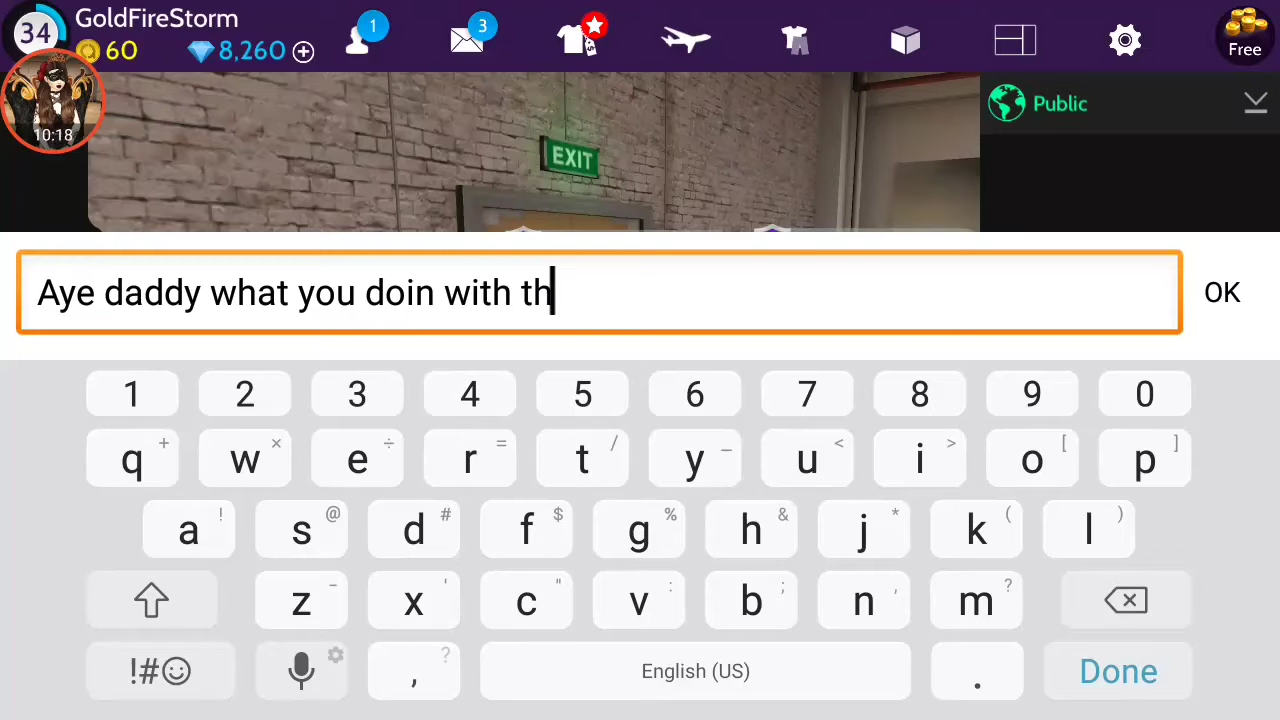 34
GoldFireStorm
60
8,260
1
3
Free
10:18
EXIT
Public
Aye daddy what you doin with th
OK
1 2 3 4 5 6 7 8 9 0
q + w × e ÷ r = t / y _ u < i > o [ p ]
a ! s @ d # f $ g % h & j * k ( l )
z - x ' c " v : b ; n , m ?
!#☺ , ? English (US) . Done